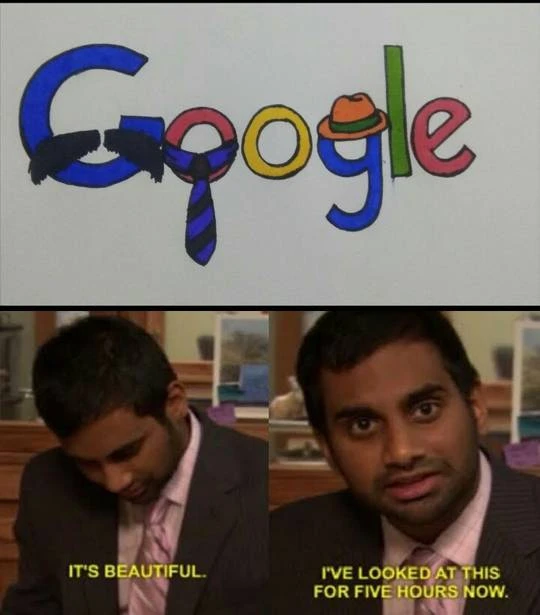 Google
IT'S BEAUTIFUL.
I'VE LOOKED AT THIS
FOR FIVE HOURS NOW.